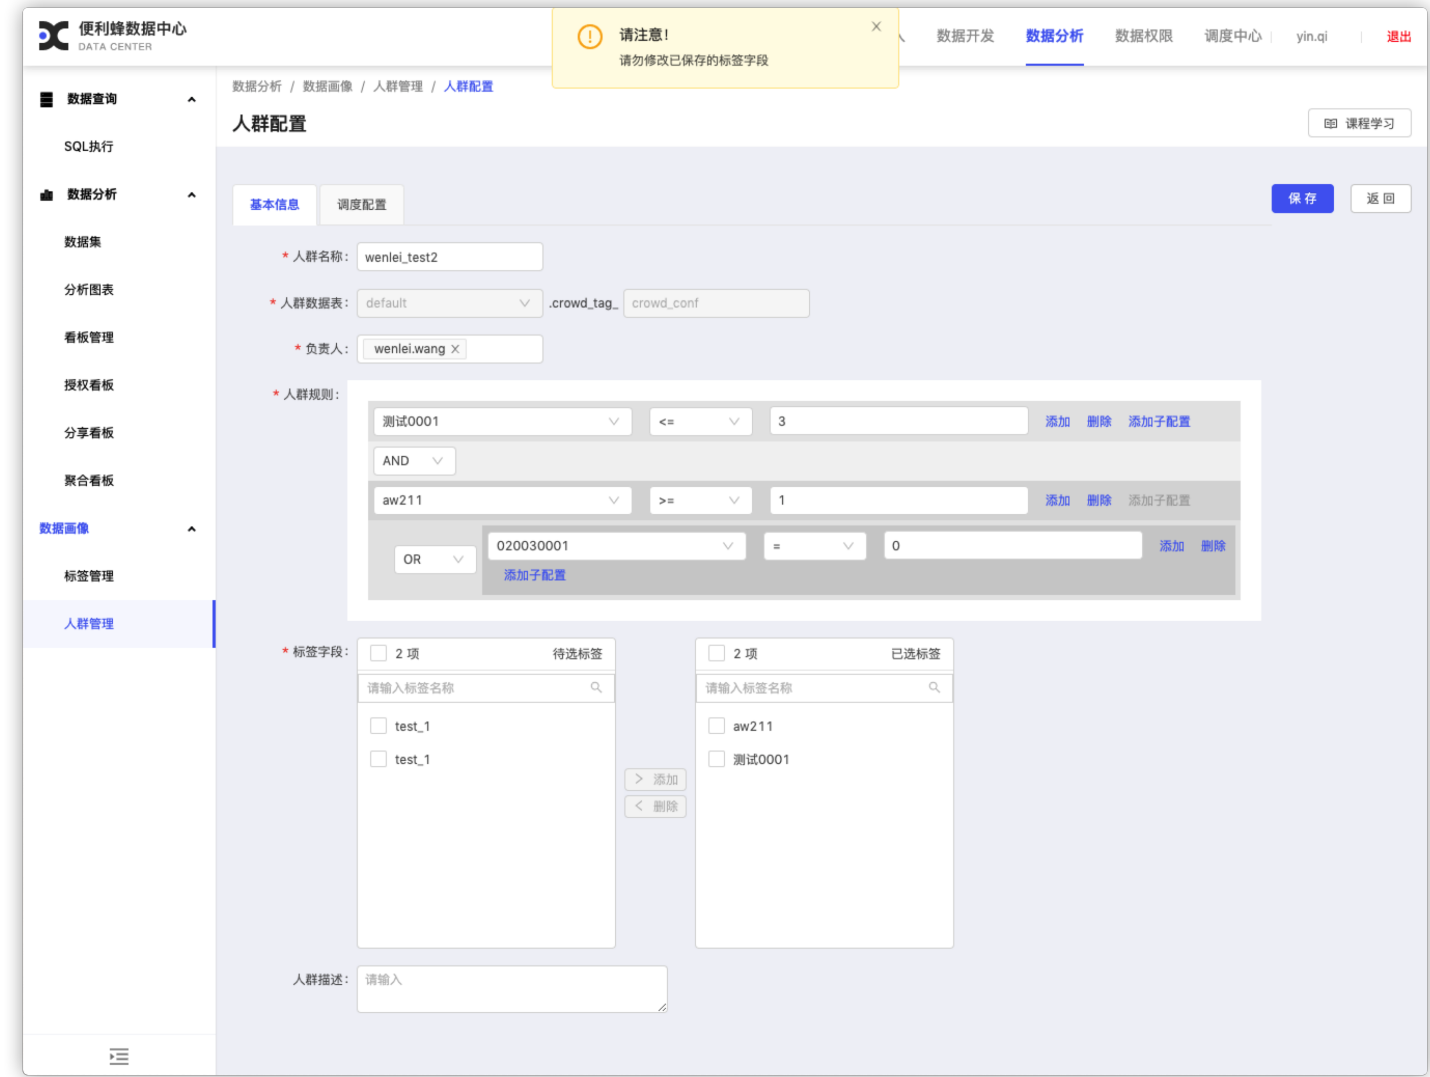 便利蜂数据中心
DATA CENTER
请注意！
请勿修改已保存的标签字段
数据开发
数据分析
数据权限
调度中心
yin.qi
退出
数据查询
SQL执行
数据分析
数据集
分析图表
看板管理
授权看板
分享看板
聚合看板
数据画像
标签管理
人群管理
数据分析 / 数据画像 / 人群管理 / 人群配置
人群配置
课程学习
基本信息
调度配置
保 存
返 回
* 人群名称: wenlei_test2
* 人群数据表: default .crowd_tag_ crowd_conf
* 负责人: wenlei.wang
* 人群规则:
测试0001 <= 3 添加 删除 添加子配置
AND
aw211 >= 1 添加 删除 添加子配置
OR 020030001 = 0 添加 删除
添加子配置
* 标签字段: 2 项 待选标签
请输入标签名称
test_1
test_1
添加
删除
2 项 已选标签
请输入标签名称
aw211
测试0001
人群描述: 请输入